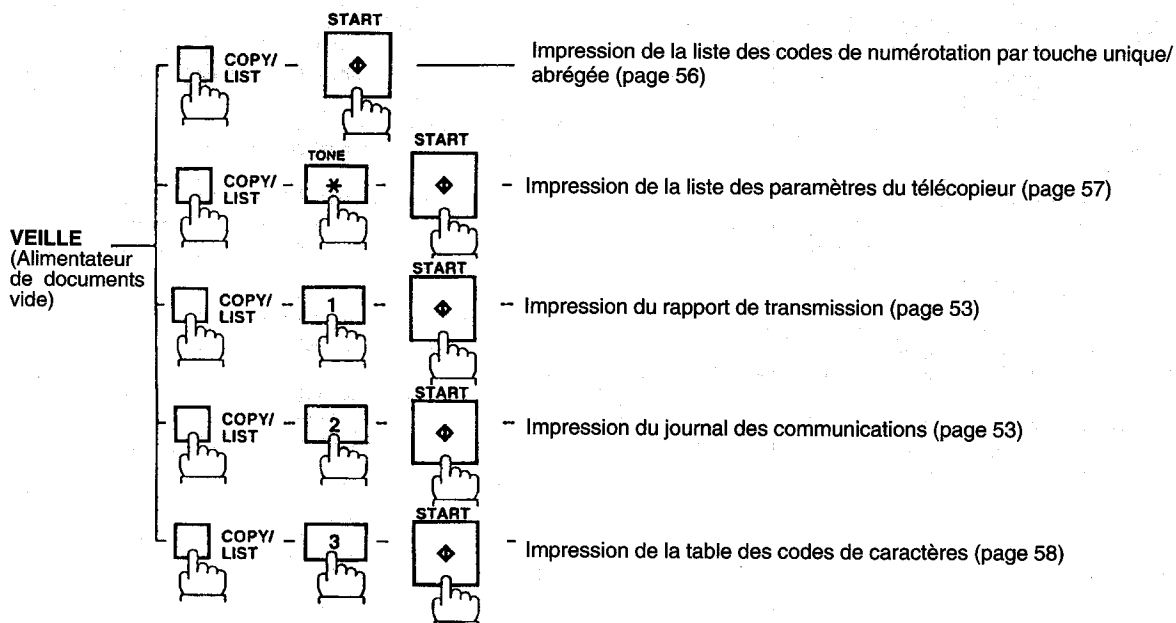 START
COPY/
LIST
Impression de la liste des codes de numérotation par touche unique/
abrégée (page 56)
START
TONE
COPY/
LIST
*
Impression de la liste des paramètres du télécopieur (page 57)
VEILLE
(Alimentateur
de documents
vide)
START
COPY/
LIST
1
Impression du rapport de transmission (page 53)
START
COPY/
LIST
2
Impression du journal des communications (page 53)
START
COPY/
LIST
3
Impression de la table des codes de caractères (page 58)